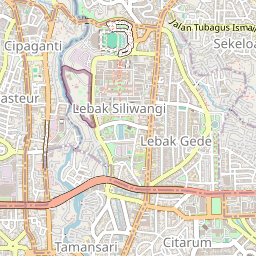 Jalan Tubagus Ismail
Cipaganti
Sekeloa
asteur
Lebak Siliwangi
Lebak Gede
Tamansari
Citarum